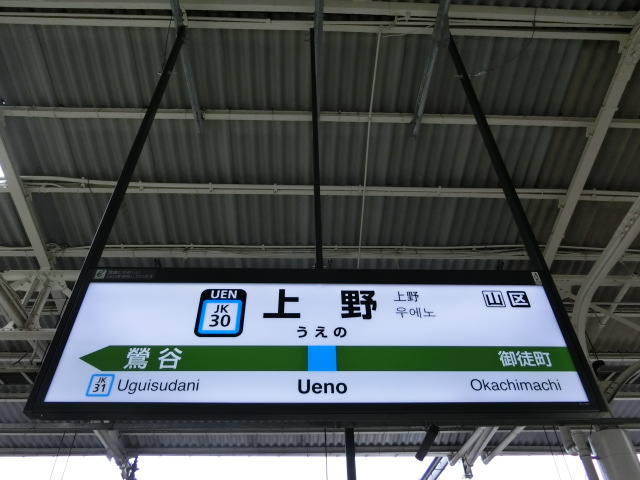 UEN
JK
30
上野
うえの
上野
우에노
山 区
鶯谷
御徒町
JK
31
Uguisudani
Ueno
Okachimachi